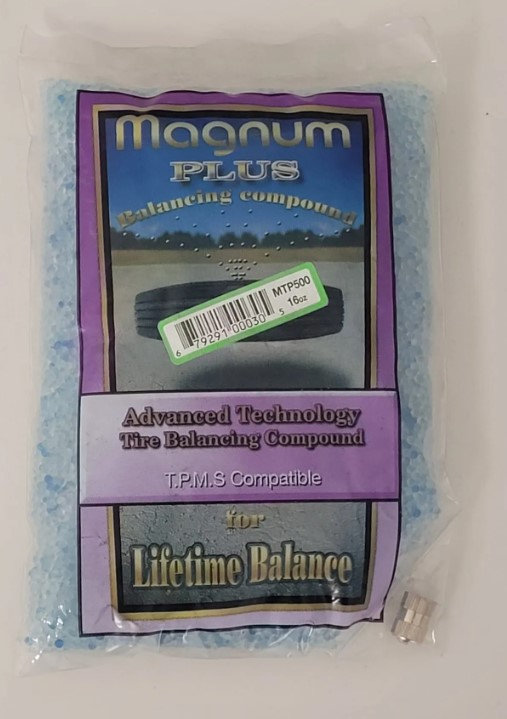 Magnum
PLUS
Balancing compound
MTP500
16oz
6 79291 00030 5
Advanced Technology
Tire Balancing Compound
T.P.M.S Compatible
for
Lifetime Balance